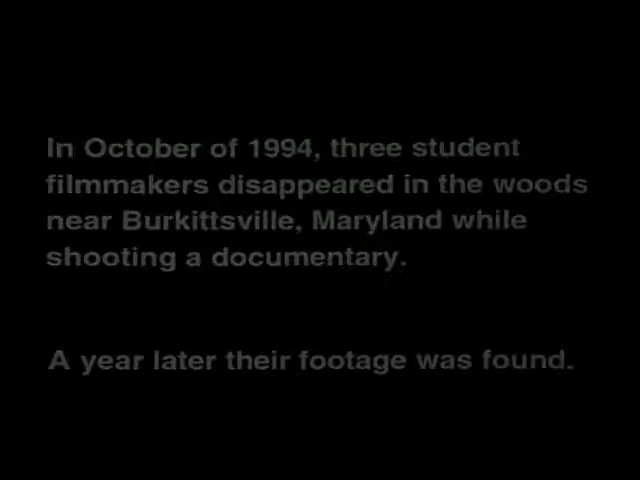 In October of 1994, three student
filmmakers disappeared in the woods
near Burkittsville, Maryland while
shooting a documentary.
A year later their footage was found.